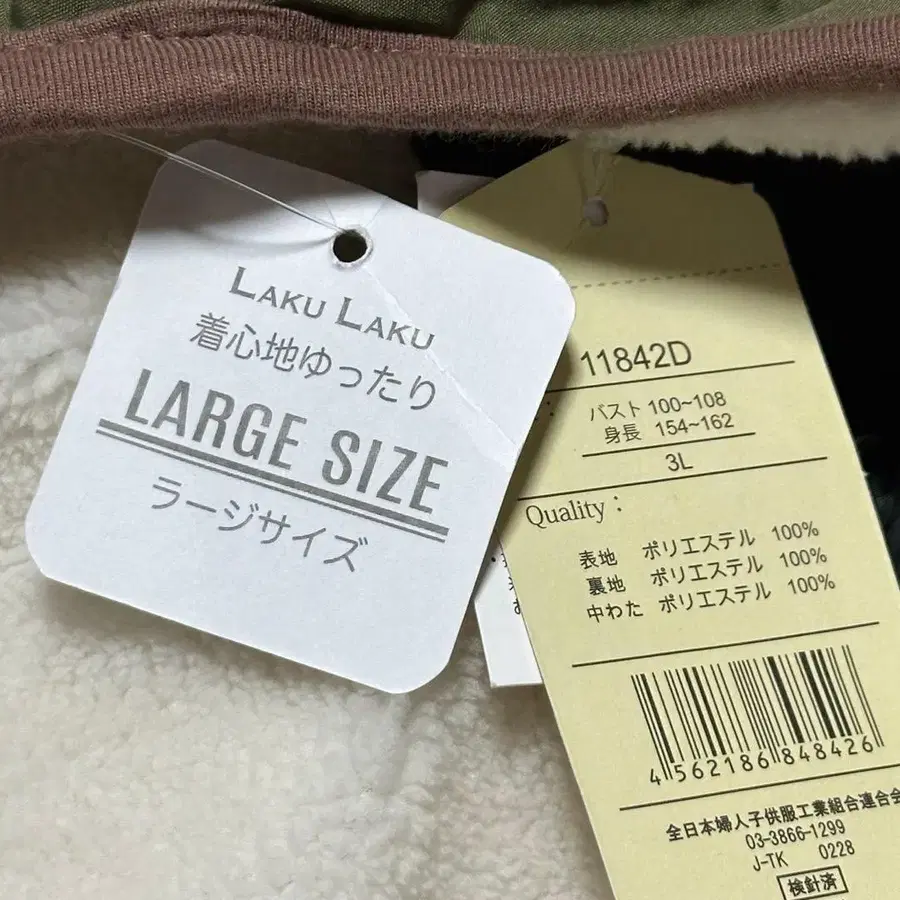 LAKU LAKU
着心地ゆったり
LARGE SIZE
ラージサイズ
11842D
バスト 100~108
身長 154~162
3L
Quality :
表地 ポリエステル 100%
裏地 ポリエステル 100%
中わた ポリエステル 100%
4 562186 848426
全日本婦人子供服工業組合連合会
03-3866-1299
J-TK 0228
検針済